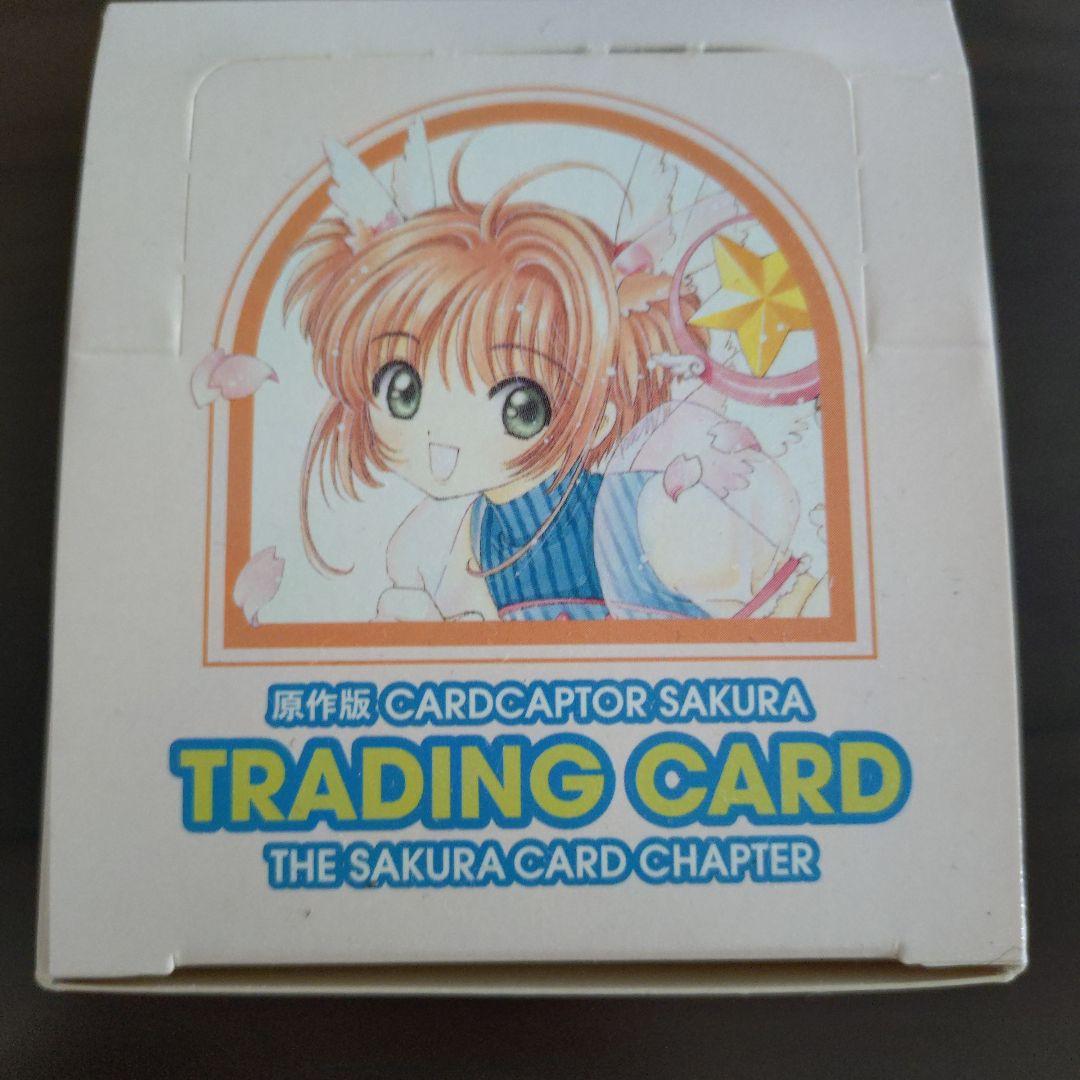 原作版 CARDCAPTOR SAKURA
TRADING CARD
THE SAKURA CARD CHAPTER